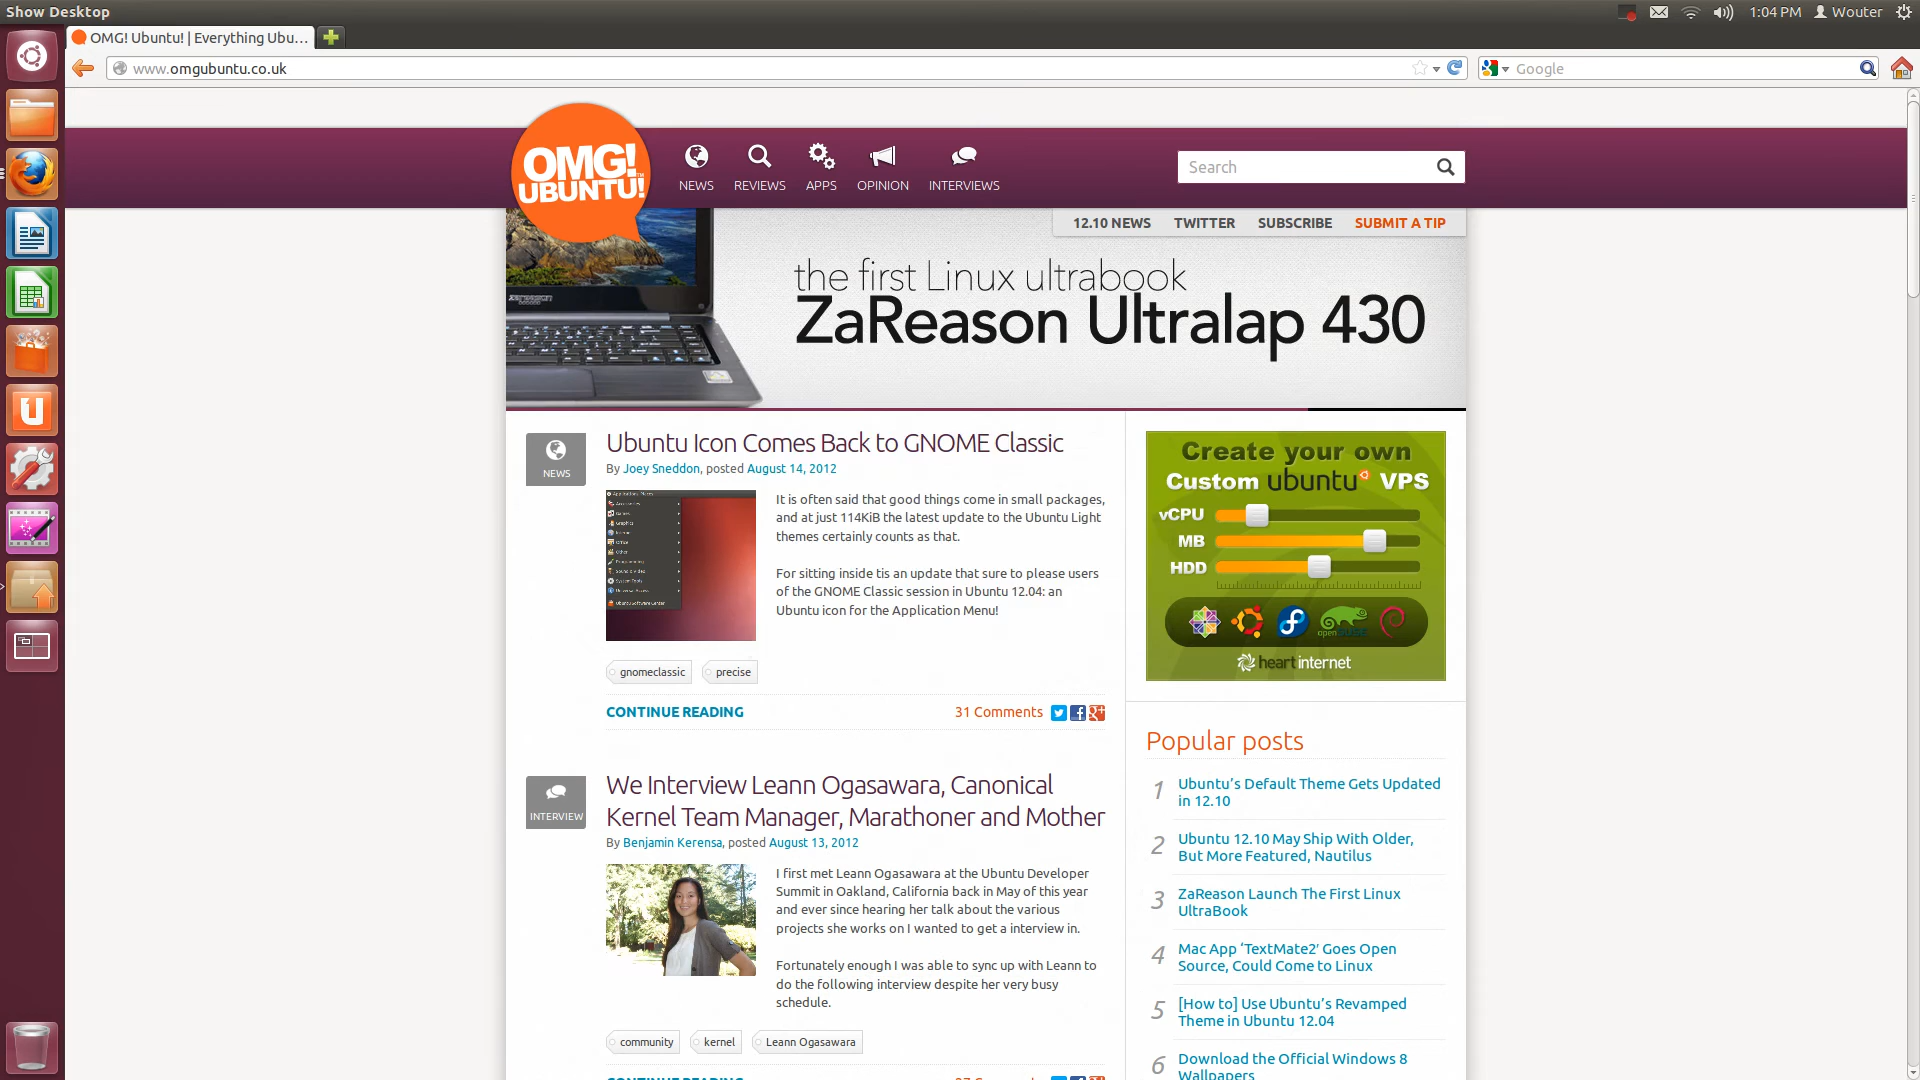 Show Desktop
1:04 PM
Wouter
OMG! Ubuntu! | Everything Ubu...
www.omgubuntu.co.uk
Google
OMG!
UBUNTU!
NEWS
REVIEWS
APPS
OPINION
INTERVIEWS
Search
12.10 NEWS
TWITTER
SUBSCRIBE
SUBMIT A TIP
the first Linux ultrabook
ZaReason Ultralap 430
NEWS
Ubuntu Icon Comes Back to GNOME Classic
By Joey Sneddon, posted August 14, 2012
It is often said that good things come in small packages,
and at just 114KiB the latest update to the Ubuntu Light
themes certainly counts as that.
For sitting inside tis an update that sure to please users
of the GNOME Classic session in Ubuntu 12.04: an
Ubuntu icon for the Application Menu!
gnomeclassic
precise
CONTINUE READING
31 Comments
INTERVIEW
We Interview Leann Ogasawara, Canonical
Kernel Team Manager, Marathoner and Mother
By Benjamin Kerensa, posted August 13, 2012
I first met Leann Ogasawara at the Ubuntu Developer
Summit in Oakland, California back in May of this year
and ever since hearing her talk about the various
projects she works on I wanted to get a interview in.
Fortunately enough I was able to sync up with Leann to
do the following interview despite her very busy
schedule.
community
kernel
Leann Ogasawara
CONTINUE READING
Create your own
Custom ubuntu VPS
vCPU
MB
HDD
heart internet
Popular posts
1 Ubuntu's Default Theme Gets Updated
in 12.10
2 Ubuntu 12.10 May Ship With Older,
But More Featured, Nautilus
3 ZaReason Launch The First Linux
UltraBook
4 Mac App ‘TextMate2′ Goes Open
Source, Could Come to Linux
5 [How to] Use Ubuntu's Revamped
Theme in Ubuntu 12.04
6 Download the Official Windows 8
Wallpapers